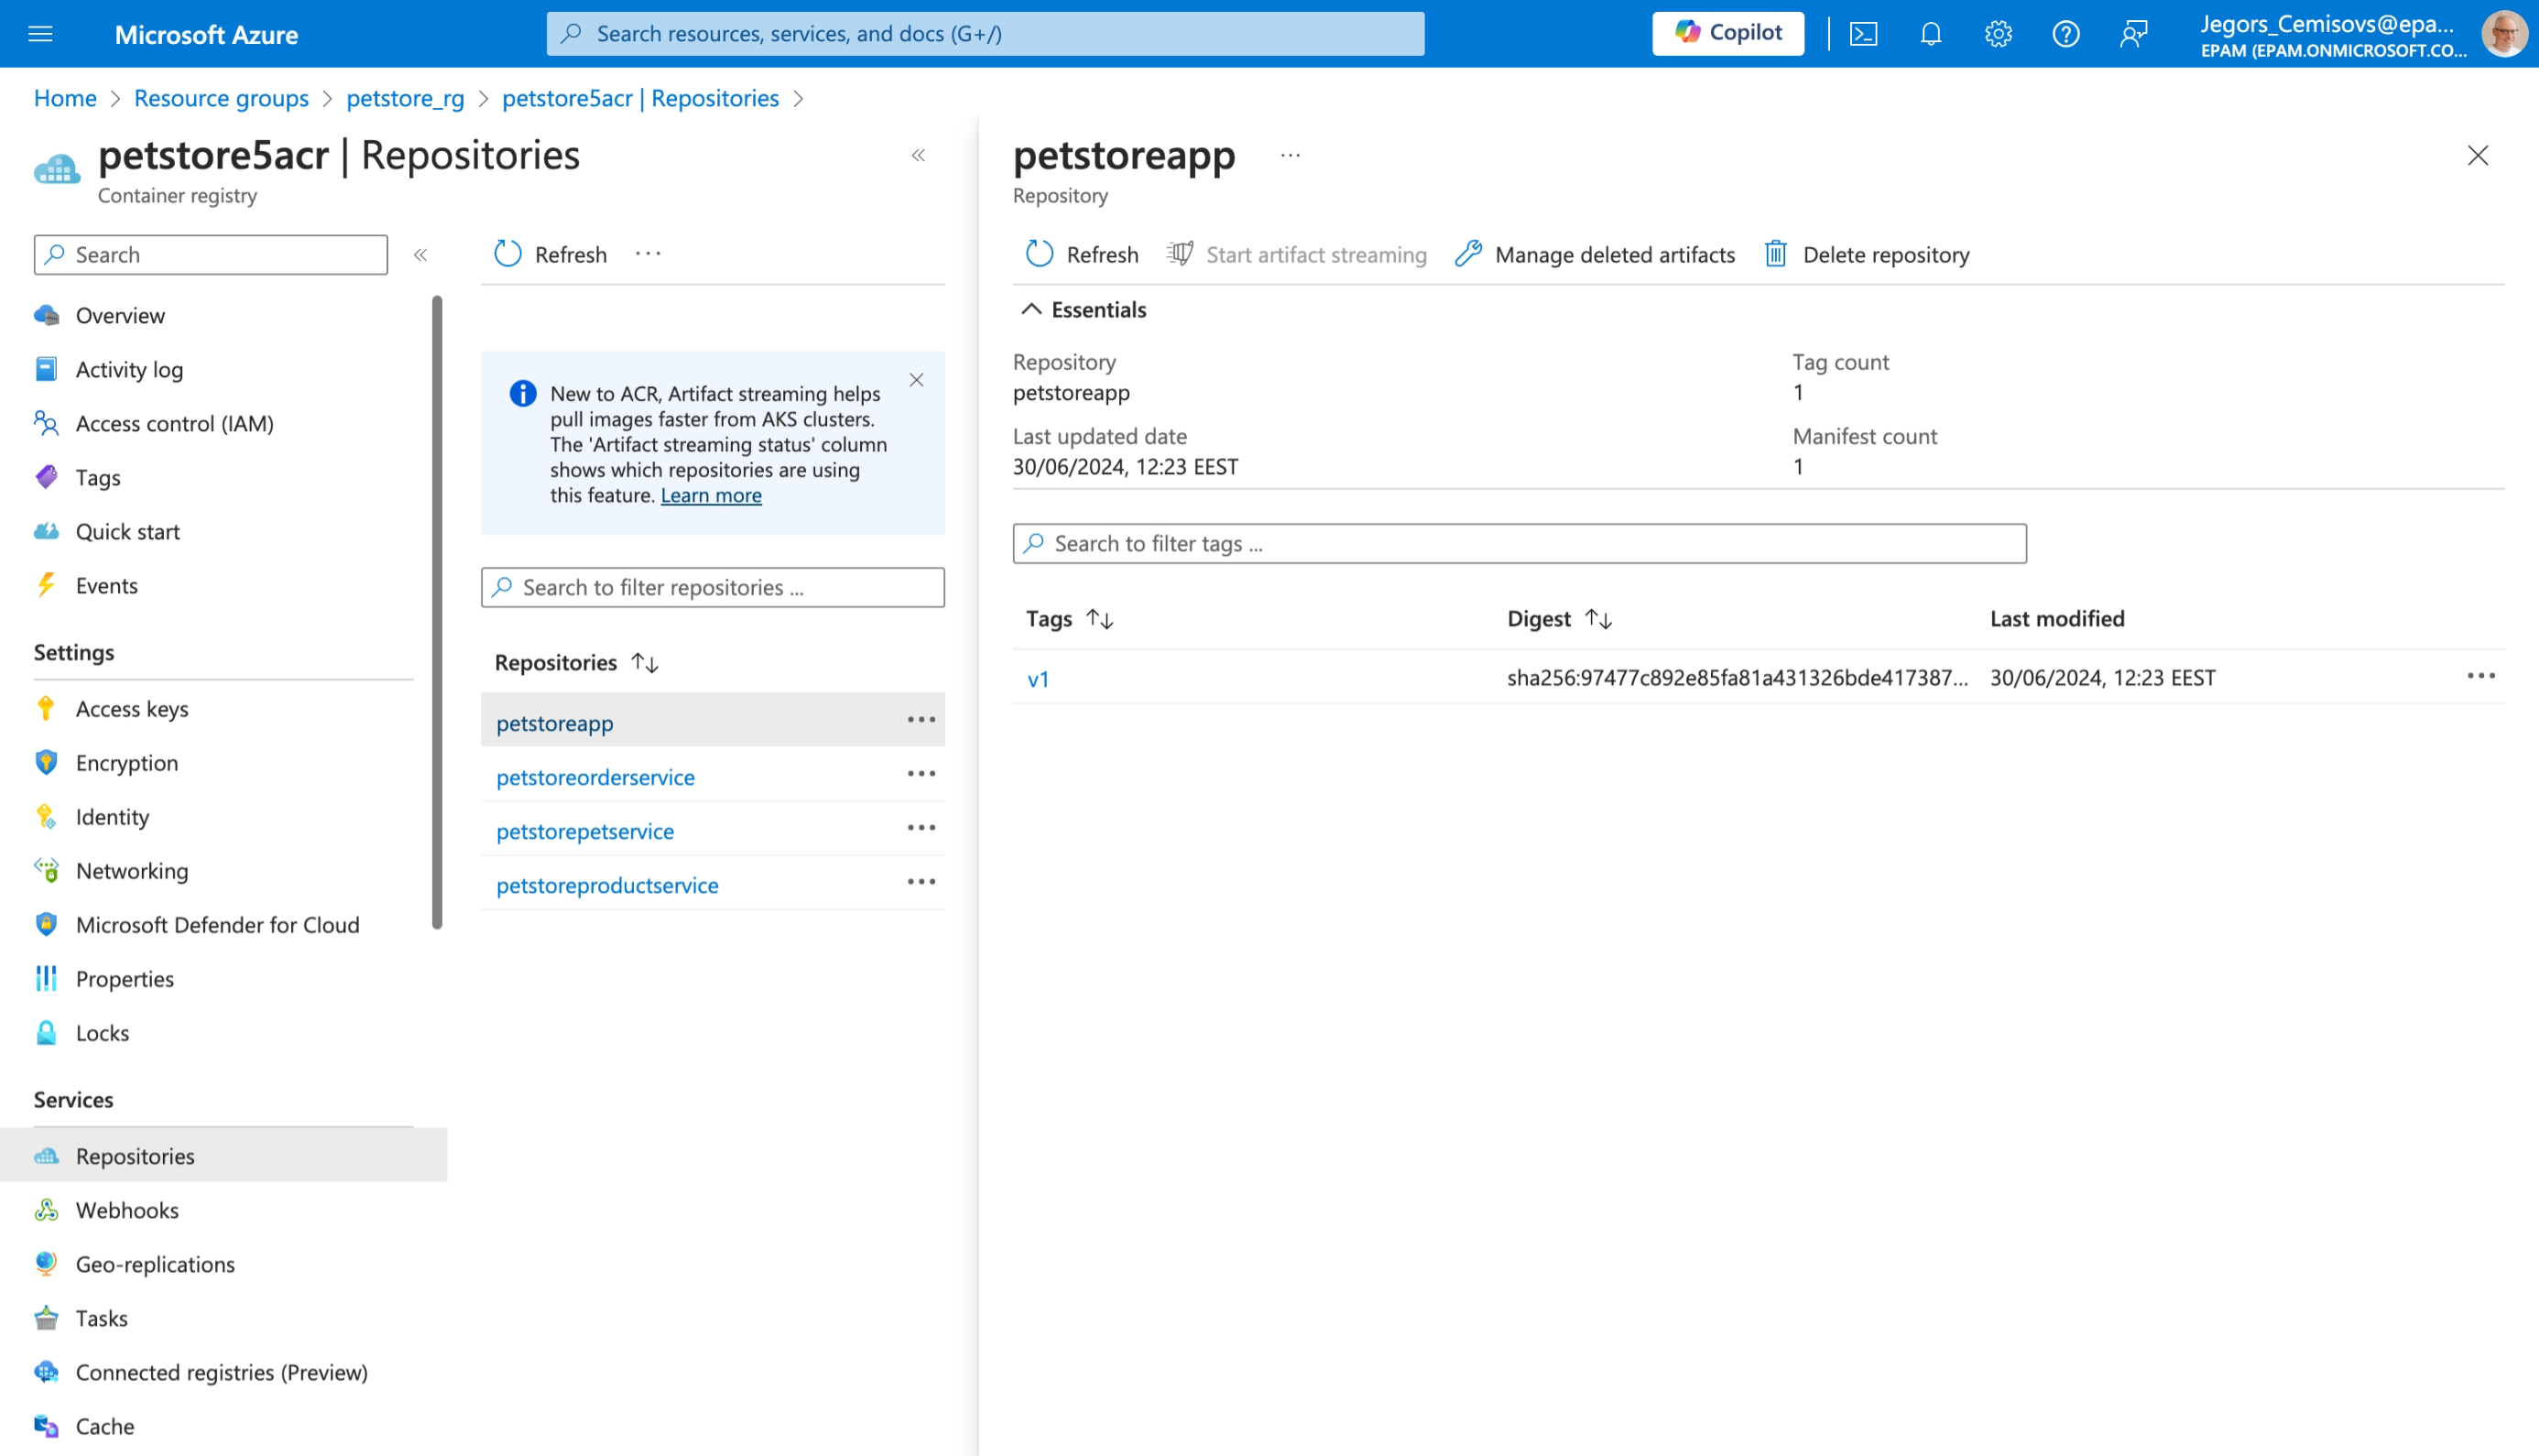 Microsoft Azure
Search resources, services, and docs (G+/)
Copilot
Jegors_Cemisovs@epa...
EPAM (EPAM.ONMICROSOFT.CO...
Home > Resource groups > petstore_rg > petstore5acr | Repositories >
petstore5acr | Repositories
Container registry
Search
Overview
Activity log
Access control (IAM)
Tags
Quick start
Events
Settings
Access keys
Encryption
Identity
Networking
Microsoft Defender for Cloud
Properties
Locks
Services
Repositories
Webhooks
Geo-replications
Tasks
Connected registries (Preview)
Cache
Refresh
New to ACR, Artifact streaming helps
pull images faster from AKS clusters.
The 'Artifact streaming status' column
shows which repositories are using
this feature. Learn more
Search to filter repositories ...
Repositories
petstoreapp
petstoreorderservice
petstorepetservice
petstoreproductservice
petstoreapp
Repository
Refresh
Start artifact streaming
Manage deleted artifacts
Delete repository
Essentials
Repository
petstoreapp
Last updated date
30/06/2024, 12:23 EEST
Tag count
1
Manifest count
1
Search to filter tags ...
Tags Digest Last modified
v1 sha256:97477c892e85fa81a431326bde417387... 30/06/2024, 12:23 EEST